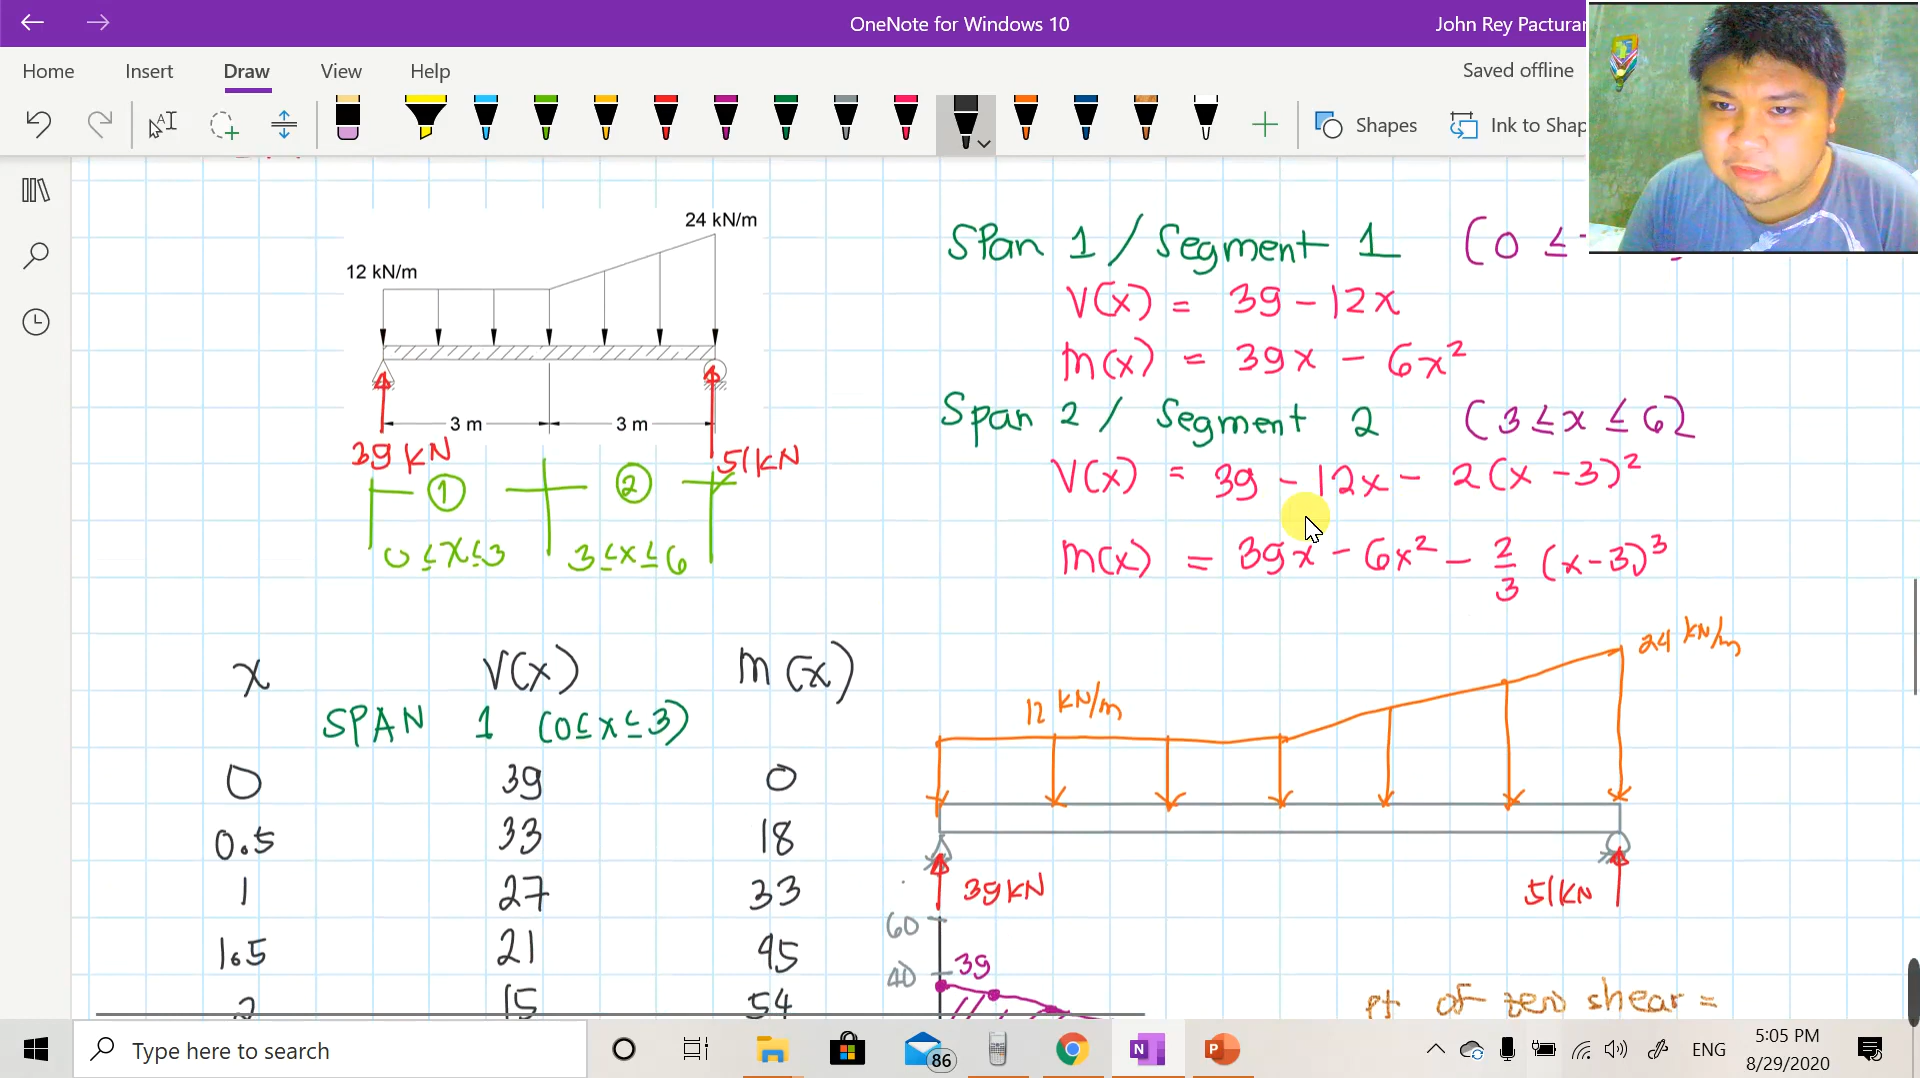 OneNote for Windows 10
John Rey Pactura
Home Insert Draw View Help
Saved offline
Shapes
Ink to Shap
24 kN/m
12 kN/m
3 m 3 m
39 kN
51 kN
1 2
0 ≤ x ≤ 3 3 ≤ x ≤ 6
Span 1 / Segment 1 (0 ≤
V(x) = 39 - 12x
M(x) = 39x - 6x²
Span 2 / Segment 2 (3 ≤ x ≤ 6)
V(x) = 39 - 12x - 2(x - 3)²
M(x) = 39x - 6x² - 2/3 (x - 3)³
x V(x) M(x)
SPAN 1 (0 ≤ x ≤ 3)
0 39 0
0.5 33 18
1 27 33
1.5 21 45
2 15 54
12 kN/m
24 kN/m
39 kN
51 kN
60
40
39
pt of zero shear =
Type here to search
86
ENG
5:05 PM
8/29/2020